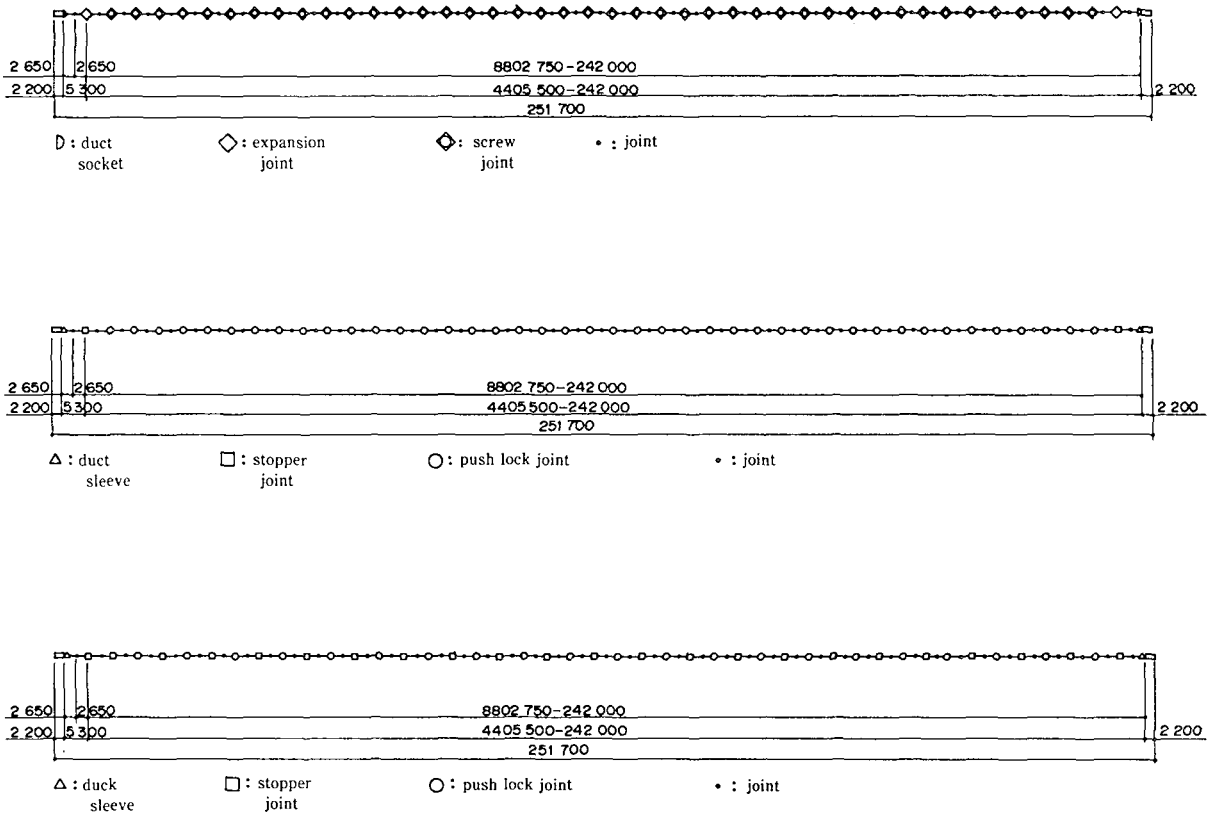 2 650 2 650 8802 750-242 000
2 200 5 300 4405 500-242 000 2 200
251 700
D : duct socket
◇ : expansion joint
◇ : screw joint
• : joint
2 650 2 650 8802 750-242 000
2 200 5 300 4405 500-242 000 2 200
251 700
△ : duct sleeve
□ : stopper joint
○ : push lock joint
∘ : joint
2 650 2 650 8802 750-242 000
2 200 5 300 4405 500-242 000 2 200
251 700
△ : duck sleeve
□ : stopper joint
○ : push lock joint
• : joint